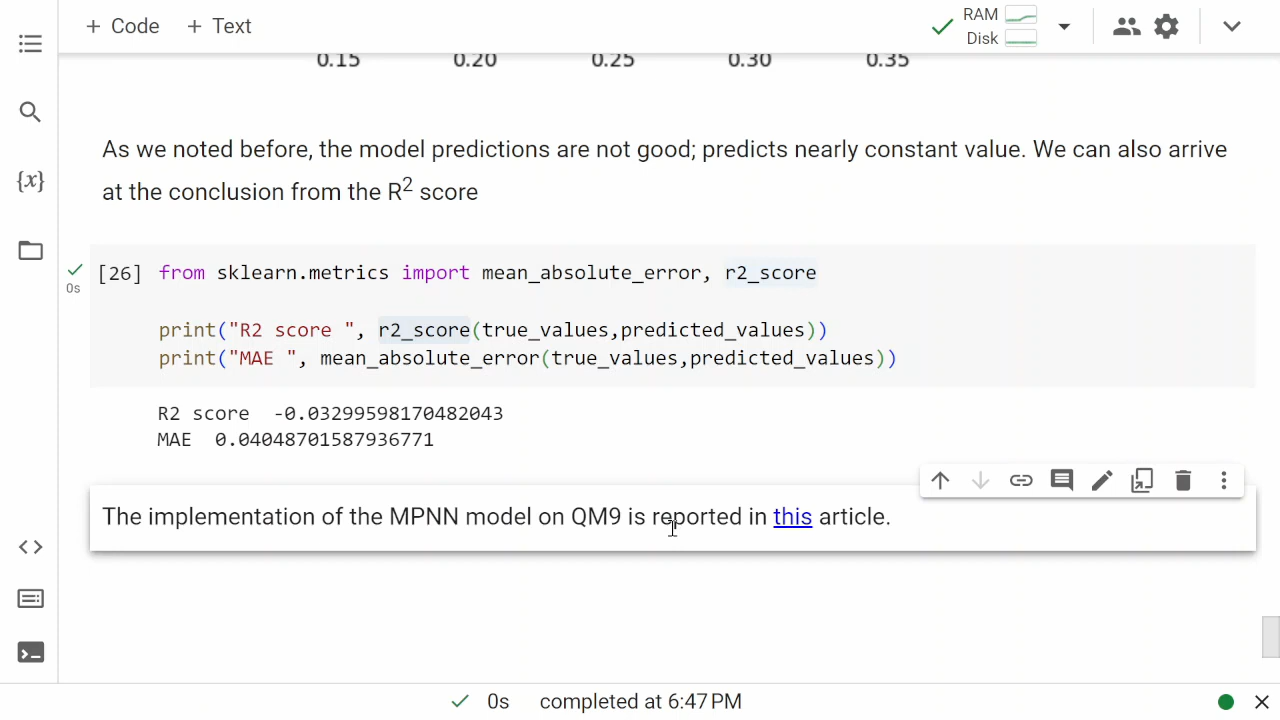 + Code + Text
RAM
Disk
0.15 0.20 0.25 0.30 0.35
As we noted before, the model predictions are not good; predicts nearly constant value. We can also arrive
at the conclusion from the R2 score
[26] from sklearn.metrics import mean_absolute_error, r2_score
0s
print("R2 score ", r2_score(true_values,predicted_values))
print("MAE ", mean_absolute_error(true_values,predicted_values))
R2 score -0.03299598170482043
MAE 0.04048701587936771
The implementation of the MPNN model on QM9 is reported in this article.
0s completed at 6:47 PM